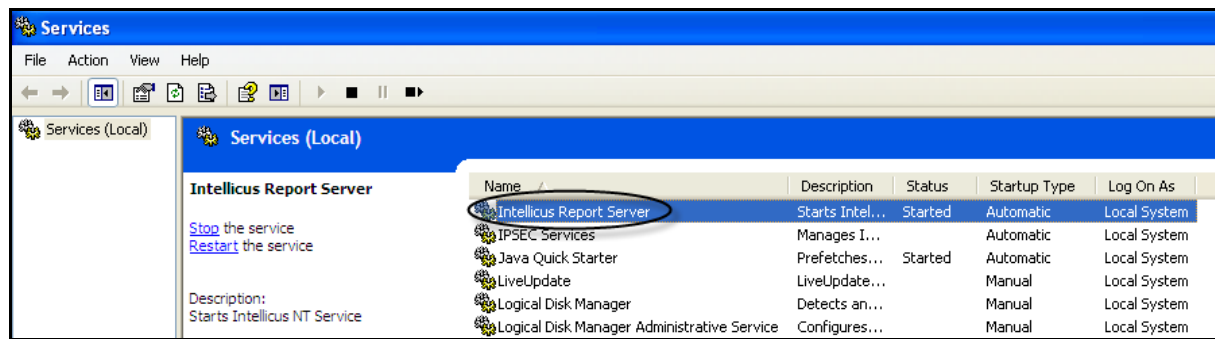 Services
File Action View Help
Services (Local)
Services (Local)
Intellicus Report Server
Stop the service
Restart the service
Description:
Starts Intellicus NT Service
Name Description Status Startup Type Log On As
Intellicus Report Server Starts Intel... Started Automatic Local System
IPSEC Services Manages I... Automatic Local System
Java Quick Starter Prefetches... Started Automatic Local System
LiveUpdate LiveUpdate... Manual Local System
Logical Disk Manager Detects an... Manual Local System
Logical Disk Manager Administrative Service Configures... Manual Local System